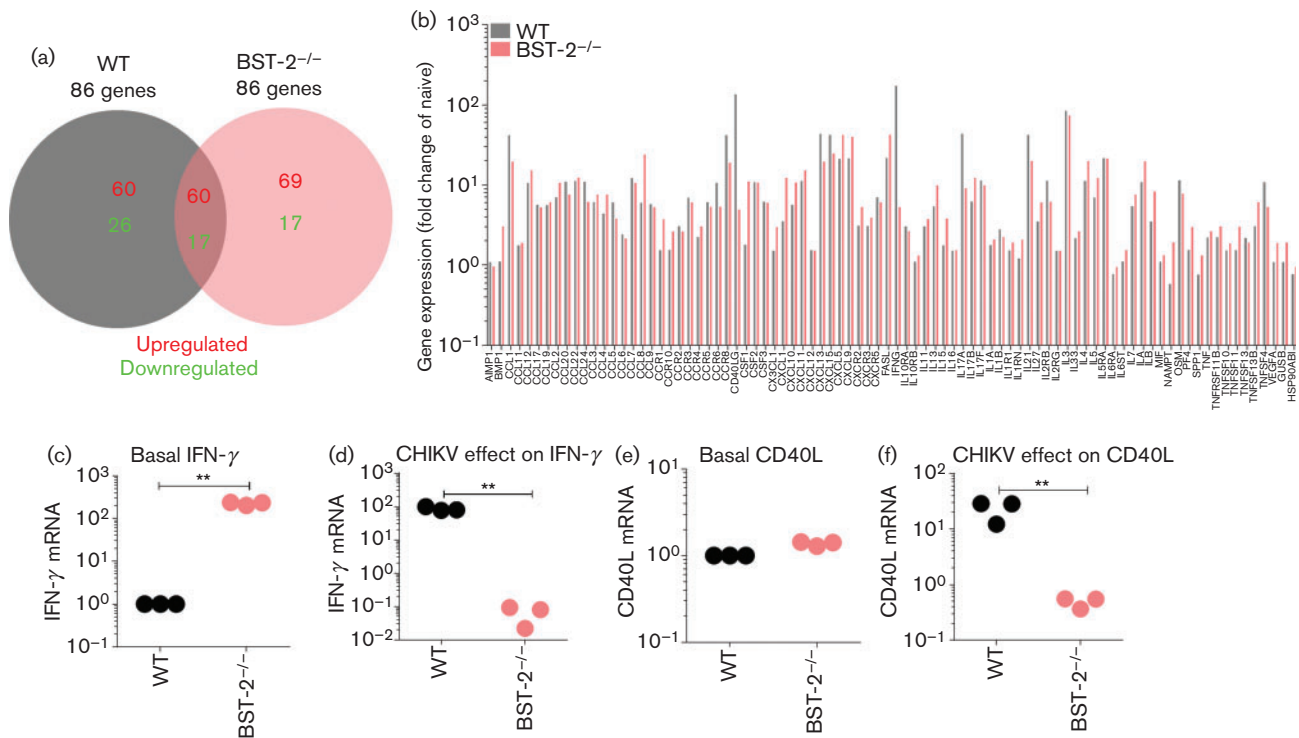 (a)
WT
86 genes
BST-2−/−
86 genes
60
26
60
17
69
17
Upregulated
Downregulated
(b)
Gene expression (fold change of naive)
10³
10²
10¹
10⁰
10−¹
WT
BST-2−/−
AIMP1
BMP1
CCL1
CCL11
CCL12
CCL17
CCL19
CCL2
CCL20
CCL22
CCL24
CCL3
CCL4
CCL5
CCL6
CCL7
CCL8
CCL9
CCR1
CCR10
CCR2
CCR3
CCR4
CCR5
CCR6
CCR8
CD40LG
CSF1
CSF2
CSF3
CX3CL1
CXCL1
CXCL10
CXCL11
CXCL12
CXCL13
CXCL15
CXCL5
CXCL9
CXCR2
CXCR3
CXCR5
FASL
IFNG
IL10RA
IL10RB
IL11
IL13
IL15
IL16
IL17A
IL17B
IL17F
IL1A
IL1B
IL1R1
IL1RN
IL21
IL27
IL2RB
IL2RG
IL3
IL33
IL4
IL5
IL5RA
IL6RA
IL6ST
IL7
ILA
ILB
MIF
NAMPT
OSM
PF4
SPP1
TNF
TNFRSF11B
TNFSF10
TNFSF11
TNFSF13
TNFSF13B
TNFSF4
VEGFA
GUSB
HSP90ABI
(c)
Basal IFN-γ
IFN-γ mRNA
10³
10²
10¹
10⁰
10−¹
**
WT
BST-2−/−
(d)
CHIKV effect on IFN-γ
IFN-γ mRNA
10³
10²
10¹
10⁰
10−¹
10−²
**
WT
BST-2−/−
(e)
Basal CD40L
CD40L mRNA
10¹
10⁰
10−¹
WT
BST-2−/−
(f)
CHIKV effect on CD40L
CD40L mRNA
10²
10¹
10⁰
10−¹
**
WT
BST-2−/−